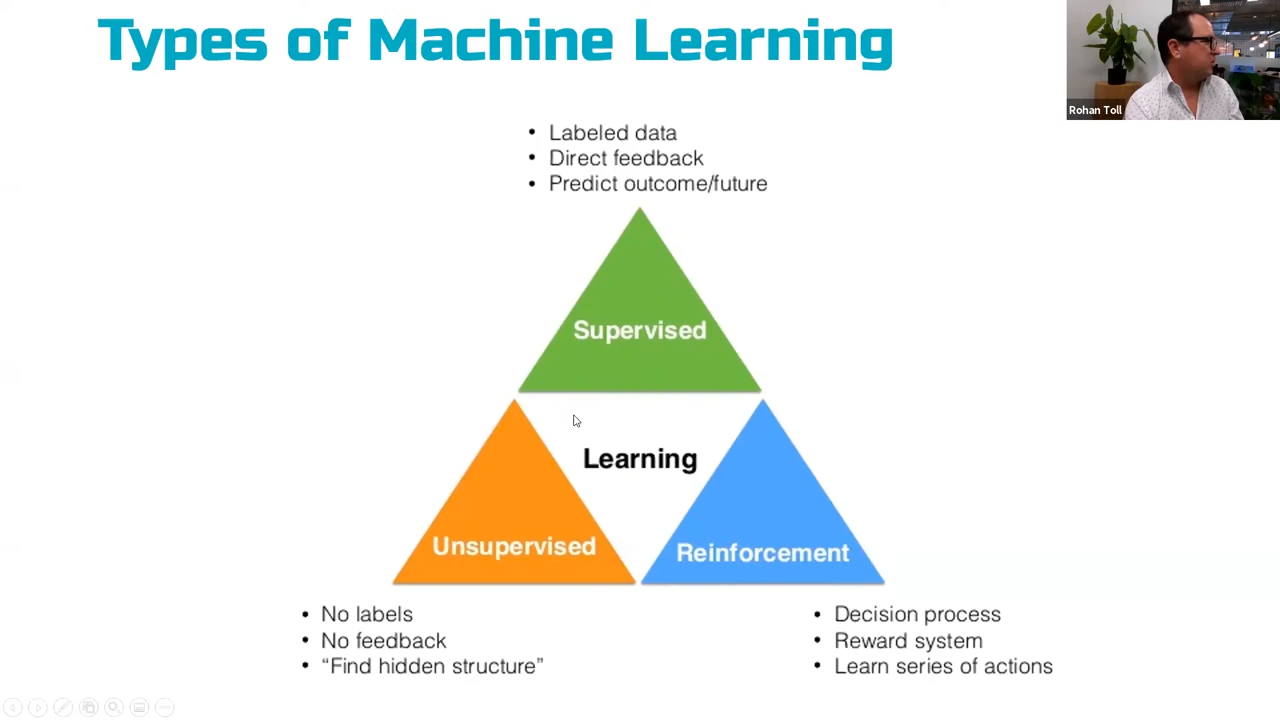 Types of Machine Learning
Rohan Toll
• Labeled data
• Direct feedback
• Predict outcome/future
Supervised
Learning
Unsupervised
Reinforcement
• No labels
• No feedback
• “Find hidden structure”
• Decision process
• Reward system
• Learn series of actions